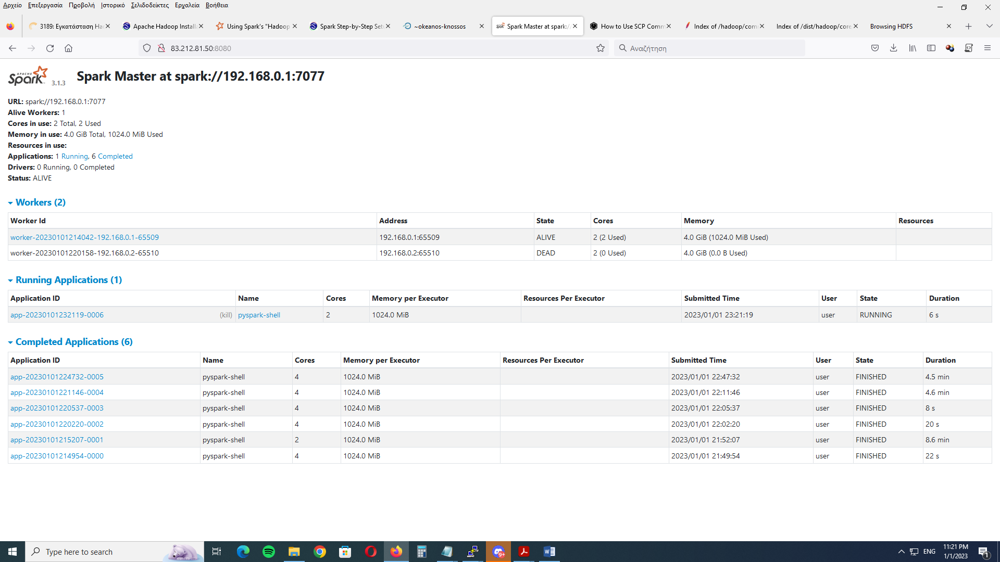 Αρχείο Επεξεργασία Προβολή Ιστορικό Σελιδοδείκτες Εργαλεία Βοήθεια
3189: Εγκατάσταση Ha
Apache Hadoop Install
Using Spark's "Hadoop
Spark Step-by-Step Set
~okeanos-knossos
Spark Master at spark:/
How to Use SCP Comm
Index of /hadoop/com
Index of /dist/hadoop/core
Browsing HDFS
83.212.81.50:8080
Αναζήτηση
APACHE Spark 3.1.3 Spark Master at spark://192.168.0.1:7077
URL: spark://192.168.0.1:7077
Alive Workers: 1
Cores in use: 2 Total, 2 Used
Memory in use: 4.0 GiB Total, 1024.0 MiB Used
Resources in use:
Applications: 1 Running, 6 Completed
Drivers: 0 Running, 0 Completed
Status: ALIVE
Workers (2)
Worker Id Address State Cores Memory Resources
worker-20230101214042-192.168.0.1-65509 192.168.0.1:65509 ALIVE 2 (2 Used) 4.0 GiB (1024.0 MiB Used)
worker-20230101220158-192.168.0.2-65510 192.168.0.2:65510 DEAD 2 (0 Used) 4.0 GiB (0.0 B Used)
Running Applications (1)
Application ID Name Cores Memory per Executor Resources Per Executor Submitted Time User State Duration
app-20230101232119-0006 (kill) pyspark-shell 2 1024.0 MiB 2023/01/01 23:21:19 user RUNNING 6 s
Completed Applications (6)
Application ID Name Cores Memory per Executor Resources Per Executor Submitted Time User State Duration
app-20230101224732-0005 pyspark-shell 4 1024.0 MiB 2023/01/01 22:47:32 user FINISHED 4.5 min
app-20230101221146-0004 pyspark-shell 4 1024.0 MiB 2023/01/01 22:11:46 user FINISHED 4.6 min
app-20230101220537-0003 pyspark-shell 4 1024.0 MiB 2023/01/01 22:05:37 user FINISHED 8 s
app-20230101220220-0002 pyspark-shell 4 1024.0 MiB 2023/01/01 22:02:20 user FINISHED 20 s
app-20230101215207-0001 pyspark-shell 2 1024.0 MiB 2023/01/01 21:52:07 user FINISHED 8.6 min
app-20230101214954-0000 pyspark-shell 4 1024.0 MiB 2023/01/01 21:49:54 user FINISHED 22 s
Type here to search
9+
ENG
11:21 PM
1/1/2023
1